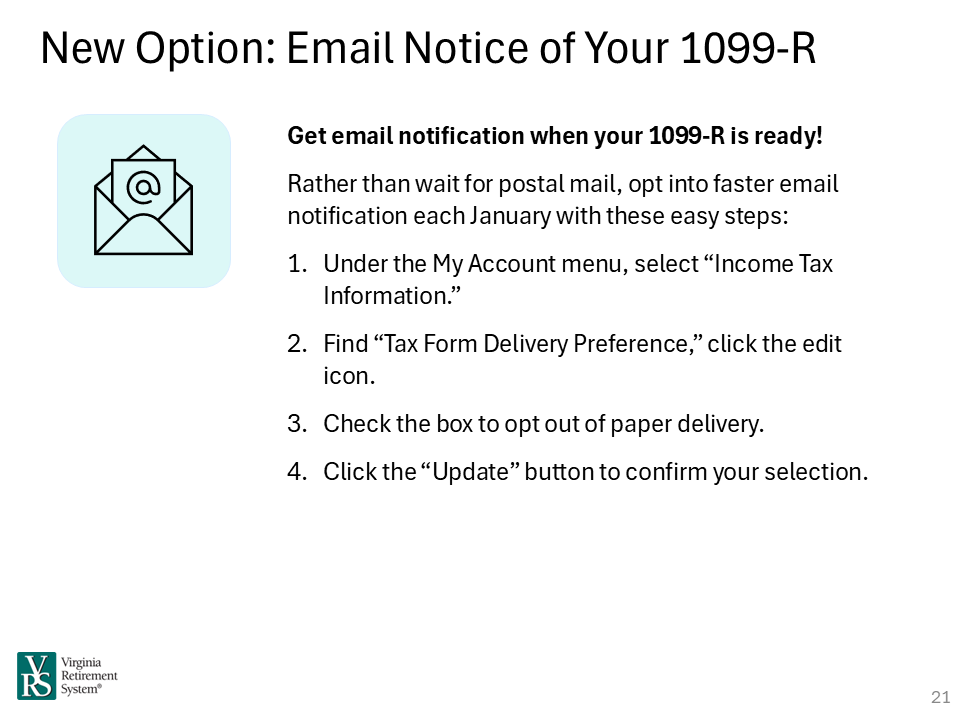 New Option: Email Notice of Your 1099-R
@
Get email notification when your 1099-R is ready!
Rather than wait for postal mail, opt into faster email
notification each January with these easy steps:
1. Under the My Account menu, select “Income Tax
Information.”
2. Find “Tax Form Delivery Preference,” click the edit
icon.
3. Check the box to opt out of paper delivery.
4. Click the “Update” button to confirm your selection.
VRS
Virginia
Retirement
System®
21